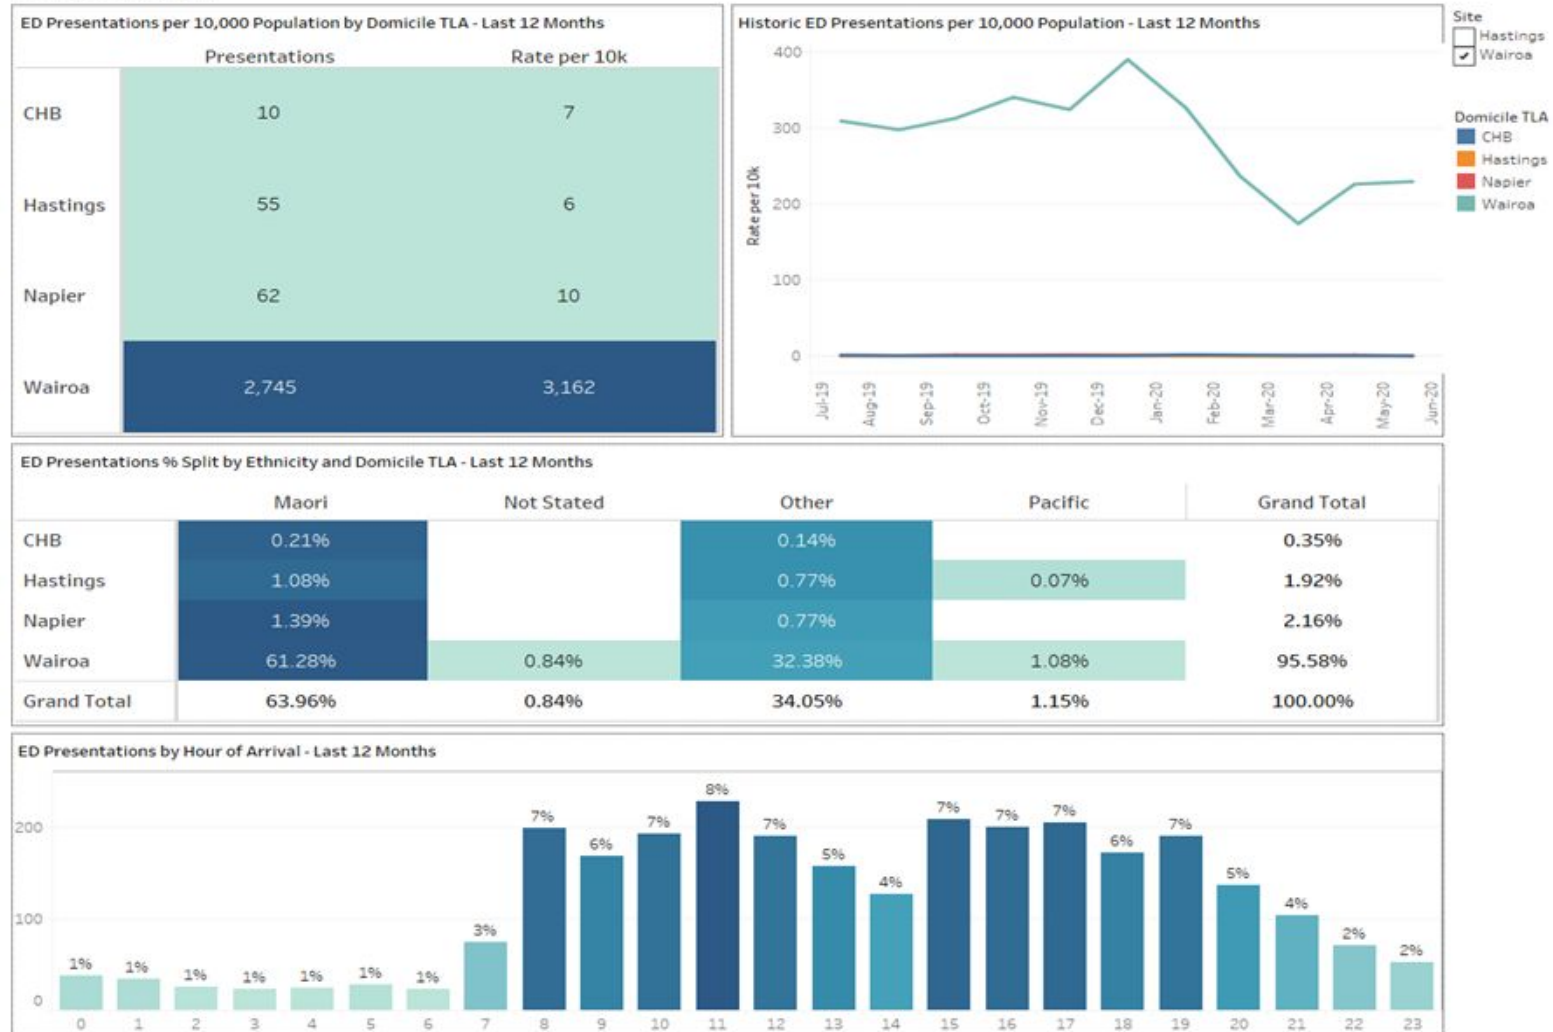 ED Presentations per 10,000 Population by Domicile TLA - Last 12 Months
Presentations Rate per 10k
CHB 10 7
Hastings 55 6
Napier 62 10
Wairoa 2,745 3,162
Historic ED Presentations per 10,000 Population - Last 12 Months
400
300
200
100
0
Rate per 10k
Jul-19 Aug-19 Sep-19 Oct-19 Nov-19 Dec-19 Jan-20 Feb-20 Mar-20 Apr-20 May-20 Jun-20
Site
Hastings
Wairoa
Domicile TLA
CHB
Hastings
Napier
Wairoa
ED Presentations % Split by Ethnicity and Domicile TLA - Last 12 Months
Maori Not Stated Other Pacific Grand Total
CHB 0.21% 0.14% 0.35%
Hastings 1.08% 0.77% 0.07% 1.92%
Napier 1.39% 0.77% 2.16%
Wairoa 61.28% 0.84% 32.38% 1.08% 95.58%
Grand Total 63.96% 0.84% 34.05% 1.15% 100.00%
ED Presentations by Hour of Arrival - Last 12 Months
200
100
0
1% 1% 1% 1% 1% 1% 1% 3% 7% 6% 7% 8% 7% 5% 4% 7% 7% 7% 6% 7% 5% 4% 2% 2%
0 1 2 3 4 5 6 7 8 9 10 11 12 13 14 15 16 17 18 19 20 21 22 23